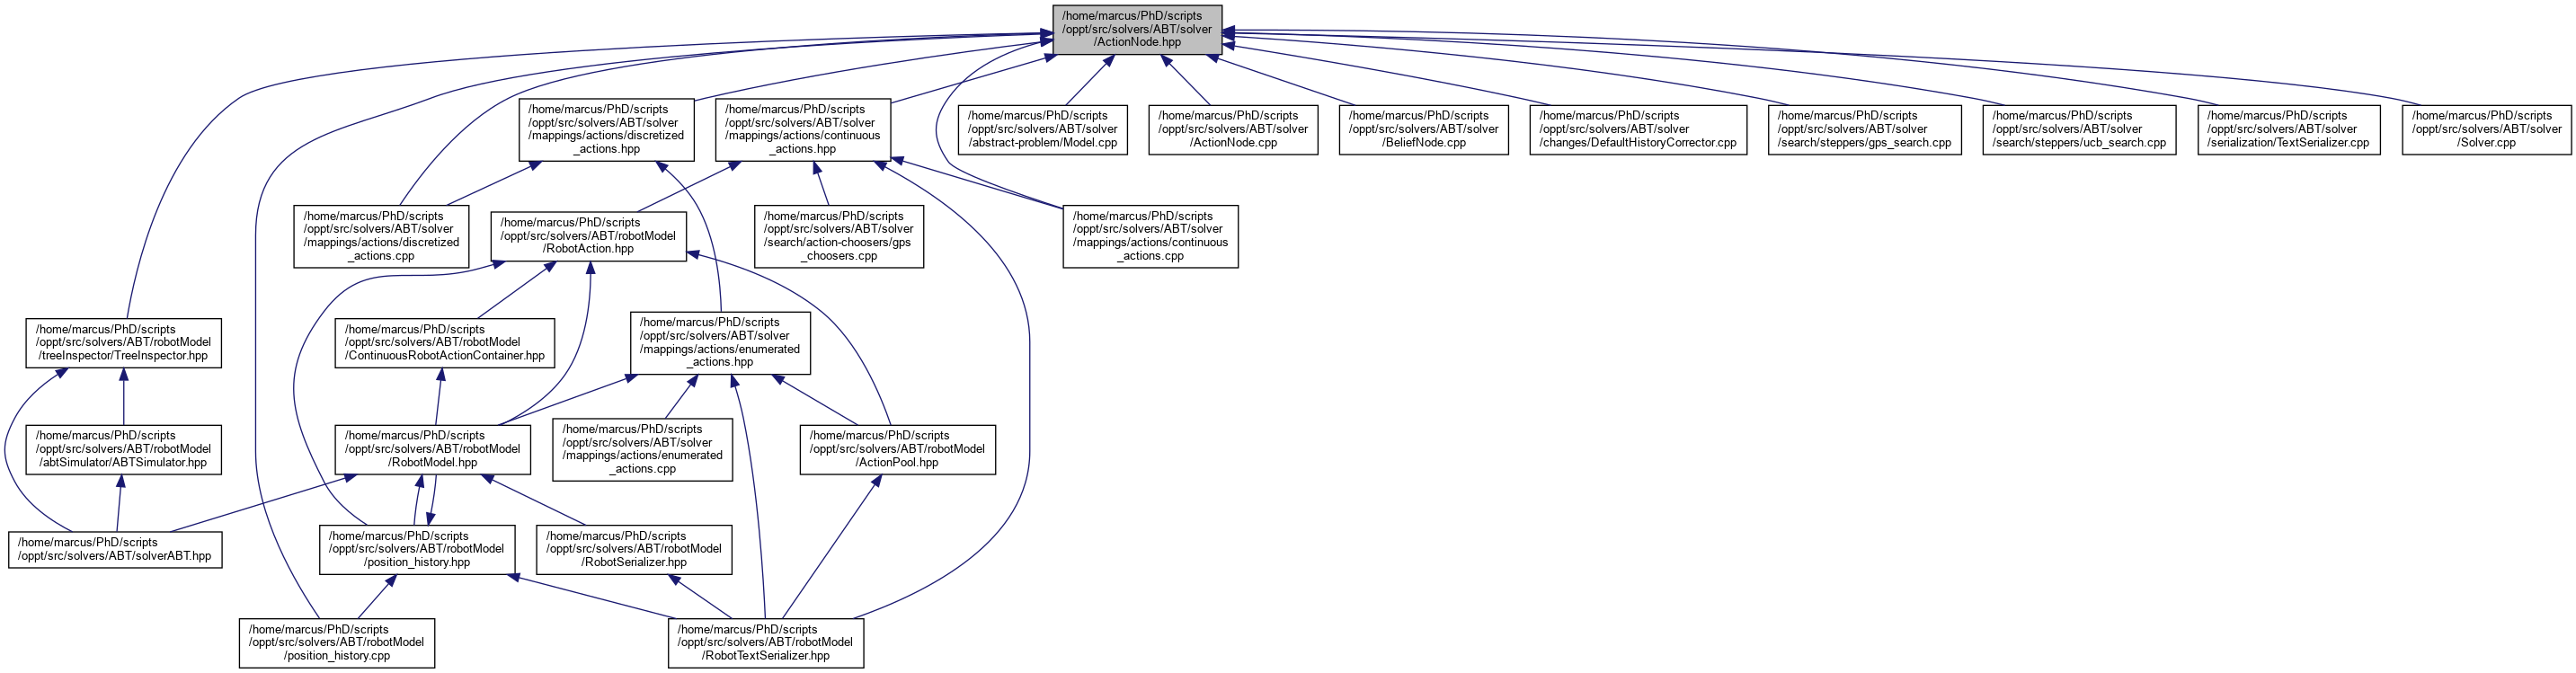 /home/marcus/PhD/scripts
/oppt/src/solvers/ABT/solver
/ActionNode.hpp
/home/marcus/PhD/scripts
/oppt/src/solvers/ABT/solver
/mappings/actions/discretized
_actions.hpp
/home/marcus/PhD/scripts
/oppt/src/solvers/ABT/solver
/mappings/actions/continuous
_actions.hpp
/home/marcus/PhD/scripts
/oppt/src/solvers/ABT/solver
/abstract-problem/Model.cpp
/home/marcus/PhD/scripts
/oppt/src/solvers/ABT/solver
/ActionNode.cpp
/home/marcus/PhD/scripts
/oppt/src/solvers/ABT/solver
/BeliefNode.cpp
/home/marcus/PhD/scripts
/oppt/src/solvers/ABT/solver
/changes/DefaultHistoryCorrector.cpp
/home/marcus/PhD/scripts
/oppt/src/solvers/ABT/solver
/search/steppers/gps_search.cpp
/home/marcus/PhD/scripts
/oppt/src/solvers/ABT/solver
/search/steppers/ucb_search.cpp
/home/marcus/PhD/scripts
/oppt/src/solvers/ABT/solver
/serialization/TextSerializer.cpp
/home/marcus/PhD/scripts
/oppt/src/solvers/ABT/solver
/Solver.cpp
/home/marcus/PhD/scripts
/oppt/src/solvers/ABT/solver
/mappings/actions/discretized
_actions.cpp
/home/marcus/PhD/scripts
/oppt/src/solvers/ABT/robotModel
/RobotAction.hpp
/home/marcus/PhD/scripts
/oppt/src/solvers/ABT/solver
/search/action-choosers/gps
_choosers.cpp
/home/marcus/PhD/scripts
/oppt/src/solvers/ABT/solver
/mappings/actions/continuous
_actions.cpp
/home/marcus/PhD/scripts
/oppt/src/solvers/ABT/robotModel
/treeInspector/TreeInspector.hpp
/home/marcus/PhD/scripts
/oppt/src/solvers/ABT/robotModel
/ContinuousRobotActionContainer.hpp
/home/marcus/PhD/scripts
/oppt/src/solvers/ABT/solver
/mappings/actions/enumerated
_actions.hpp
/home/marcus/PhD/scripts
/oppt/src/solvers/ABT/robotModel
/abtSimulator/ABTSimulator.hpp
/home/marcus/PhD/scripts
/oppt/src/solvers/ABT/robotModel
/RobotModel.hpp
/home/marcus/PhD/scripts
/oppt/src/solvers/ABT/solver
/mappings/actions/enumerated
_actions.cpp
/home/marcus/PhD/scripts
/oppt/src/solvers/ABT/robotModel
/ActionPool.hpp
/home/marcus/PhD/scripts
/oppt/src/solvers/ABT/solverABT.hpp
/home/marcus/PhD/scripts
/oppt/src/solvers/ABT/robotModel
/position_history.hpp
/home/marcus/PhD/scripts
/oppt/src/solvers/ABT/robotModel
/RobotSerializer.hpp
/home/marcus/PhD/scripts
/oppt/src/solvers/ABT/robotModel
/position_history.cpp
/home/marcus/PhD/scripts
/oppt/src/solvers/ABT/robotModel
/RobotTextSerializer.hpp